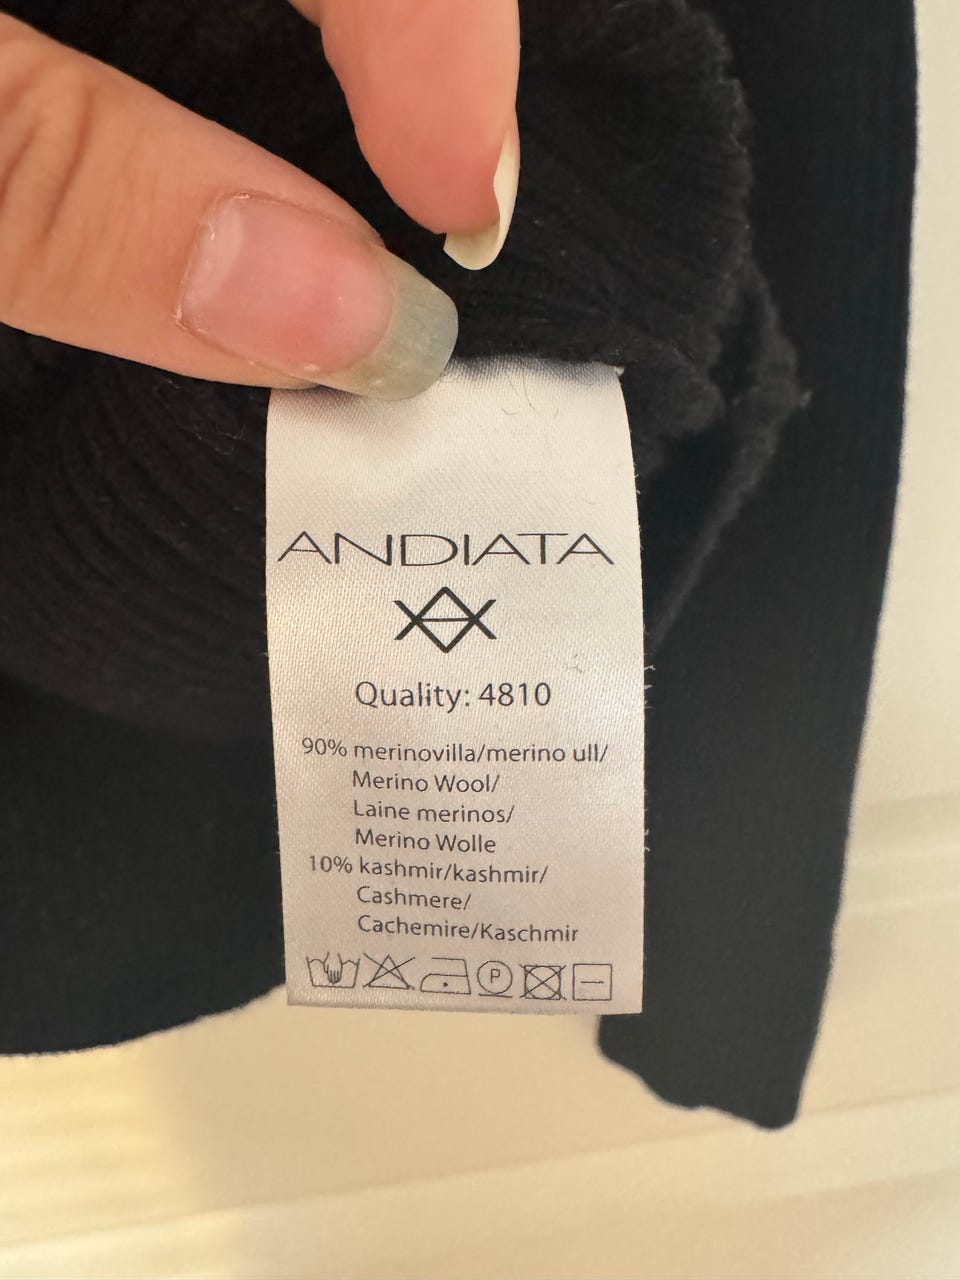 ANDIATA
Quality: 4810
90% merinovilla/merino ull/
Merino Wool/
Laine merinos/
Merino Wolle
10% kashmir/kashmir/
Cashmere/
Cachemire/Kaschmir
P